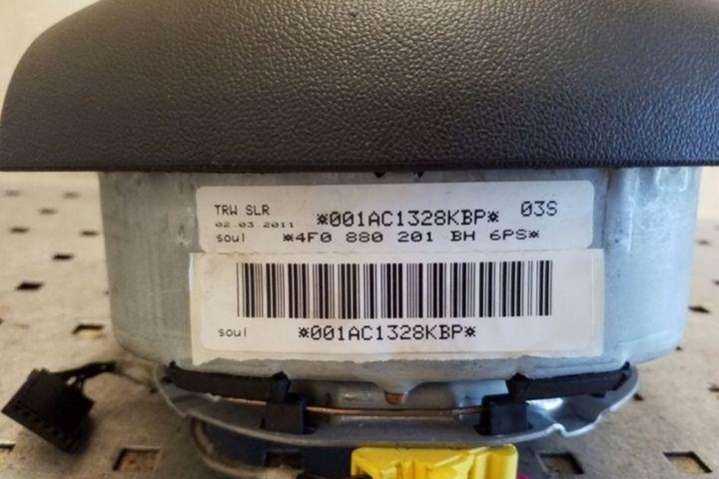 TRW SLR *001AC1328KBP* 03S
02.03.2011
soul *4F0 880 201 BH 6PS*
soul *001AC1328KBP*